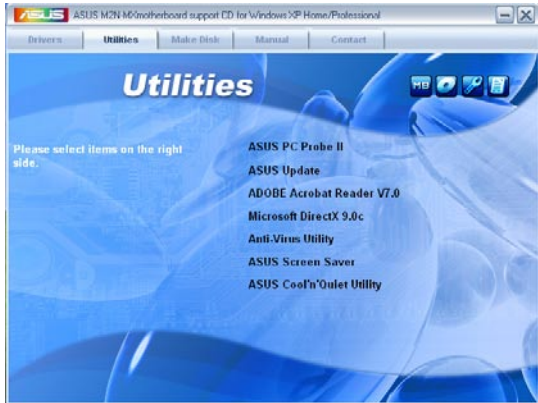 ASUS ASUS M2N-MX motherboard support CD for Windows XP Home/Professional
Drivers Utilities Make Disk Manual Contact
Utilities
MB
Please select items on the right
side.
ASUS PC Probe II
ASUS Update
ADOBE Acrobat Reader V7.0
Microsoft DirectX 9.0c
Anti-Virus Utility
ASUS Screen Saver
ASUS Cool'n'Quiet Utility